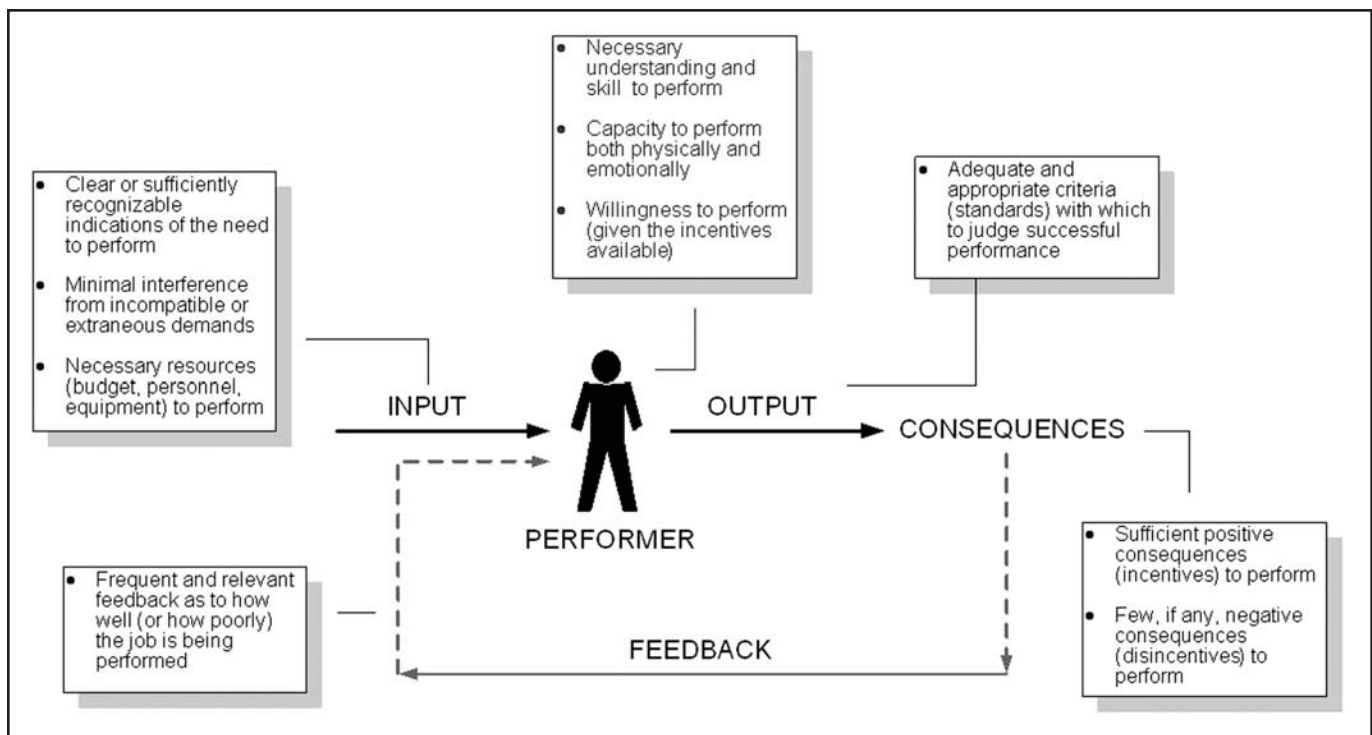 • Necessary
understanding and
skill to perform
• Capacity to perform
both physically and
emotionally
• Willingness to perform
(given the incentives
available)
• Adequate and
appropriate criteria
(standards) with which
to judge successful
performance
• Clear or sufficiently
recognizable
indications of the need
to perform
• Minimal interference
from incompatible or
extraneous demands
• Necessary resources
(budget, personnel,
equipment) to perform
INPUT
OUTPUT
CONSEQUENCES
PERFORMER
• Sufficient positive
consequences
(incentives) to perform
• Few, if any, negative
consequences
(disincentives) to
perform
• Frequent and relevant
feedback as to how
well (or how poorly)
the job is being
performed
FEEDBACK